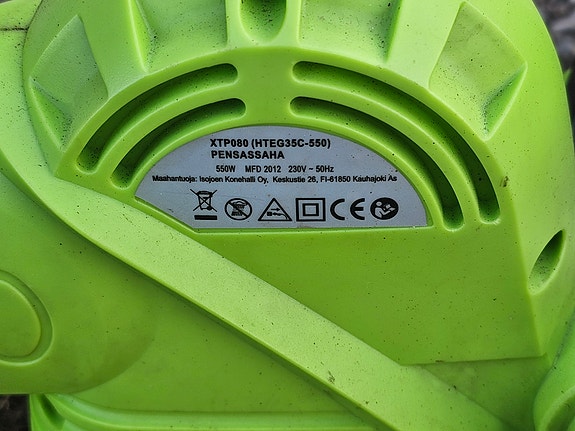 XTP080 (HTEG35C-550)
PENSASSAHA
550W MFD 2012 230V ~ 50Hz
Maahantuoja: Isojoen Konehalli Oy, Keskustie 26, FI-61850 Kauhajoki As
CE